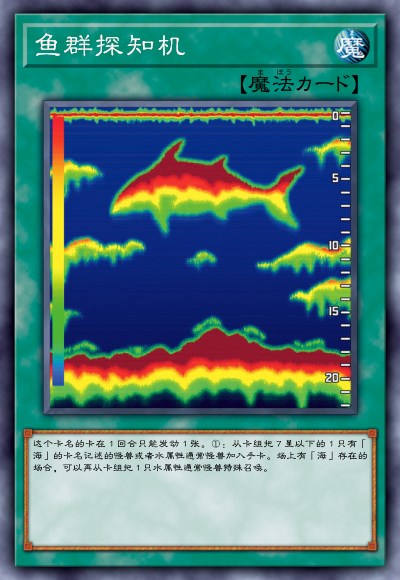 鱼群探知机
魔
【魔法カード】
まほう
0
5
10
15
20
这个卡名的卡在1回合只能发动1张。①：从卡组把7星以下的1只有「
海」的卡名记述的怪兽或者水属性通常怪兽加入手卡。场上有「海」存在的
场合，可以再从卡组把1只水属性通常怪兽特殊召唤。